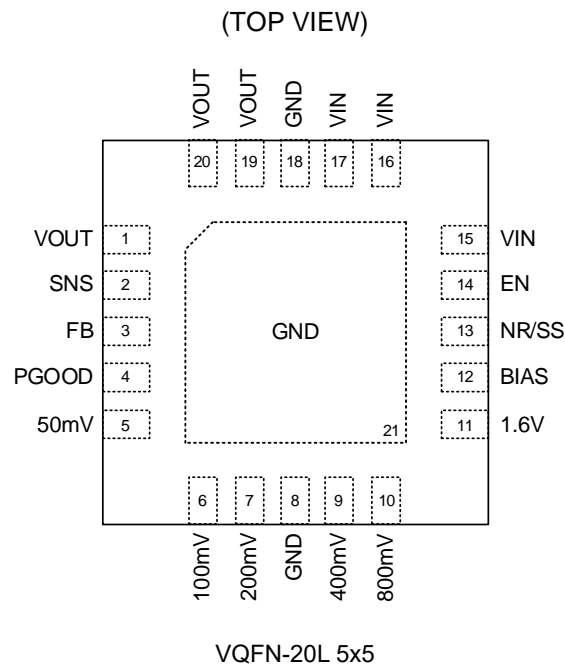 (TOP VIEW)
VOUT VOUT GND VIN VIN
20 19 18 17 16
VOUT 1 15 VIN
SNS 2 14 EN
FB 3 GND 13 NR/SS
PGOOD 4 12 BIAS
50mV 5 21 11 1.6V
6 7 8 9 10
100mV 200mV GND 400mV 800mV
VQFN-20L 5x5